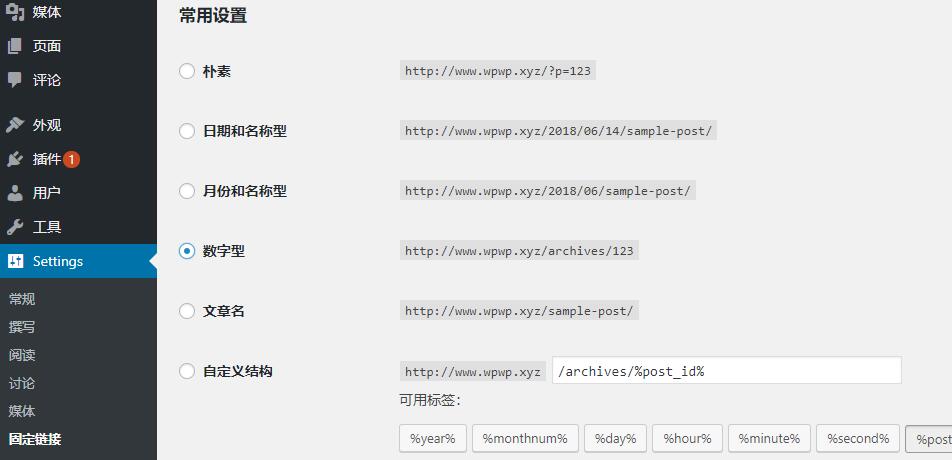 媒体
页面
评论
外观
插件 1
用户
工具
Settings
常规
撰写
阅读
讨论
媒体
固定链接
常用设置
朴素 http://www.wpwp.xyz/?p=123
日期和名称型 http://www.wpwp.xyz/2018/06/14/sample-post/
月份和名称型 http://www.wpwp.xyz/2018/06/sample-post/
数字型 http://www.wpwp.xyz/archives/123
文章名 http://www.wpwp.xyz/sample-post/
自定义结构 http://www.wpwp.xyz /archives/%post_id%
可用标签：
%year% %monthnum% %day% %hour% %minute% %second% %post